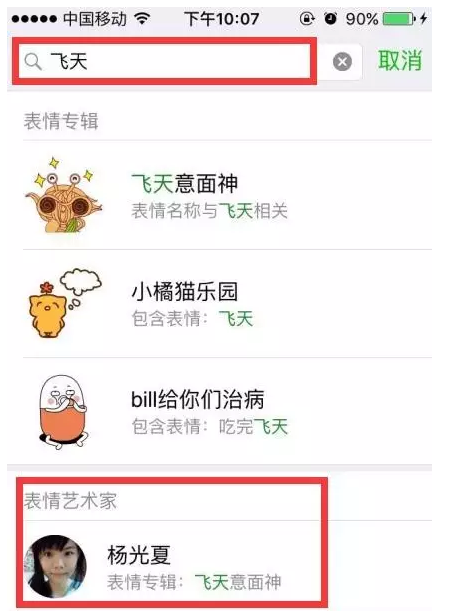 中国移动 下午10:07 90%
飞天 取消
表情专辑
飞天意面神
表情名称与飞天相关
小橘猫乐园
包含表情：飞天
bill给你们治病
包含表情：吃完飞天
表情艺术家
杨光夏
表情专辑：飞天意面神